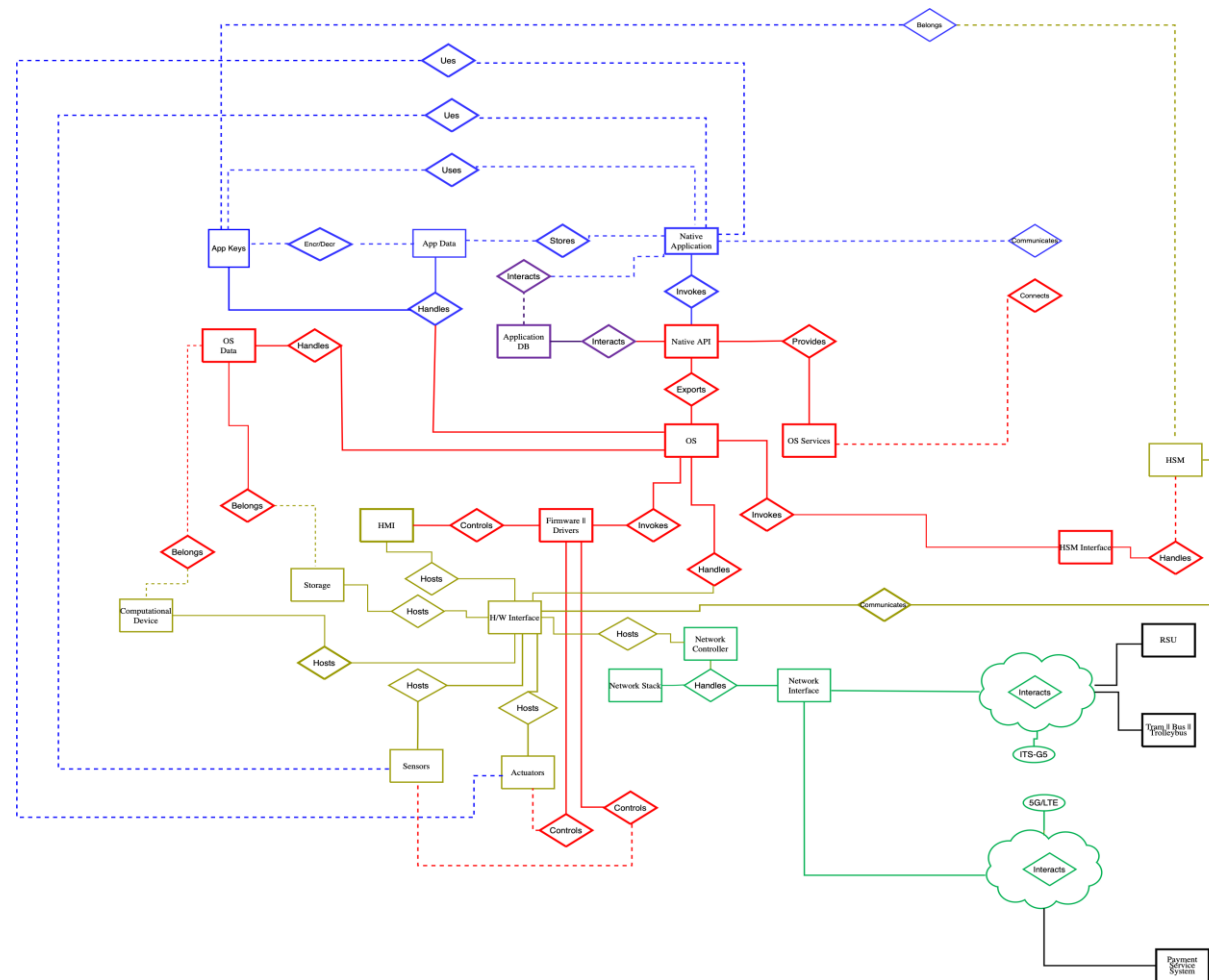 Belongs
Ues
Ues
Uses
App Keys
Encr/Decr
App Data
Stores
Native
Application
Communicates
Interacts
Invokes
Handles
Connects
OS
Data
Handles
Application
DB
Interacts
Native API
Provides
Exports
OS
OS Services
HSM
Belongs
HMI
Controls
Firmware ||
Drivers
Invokes
Invokes
HSM Interface
Handles
Belongs
Storage
Hosts
Handles
Computational
Device
Hosts
H/W Interface
Communicates
Hosts
Network
Controller
RSU
Hosts
Hosts
Network Stack
Handles
Network
Interface
Interacts
Hosts
Tram || Bus ||
Trolleybus
ITS-G5
Sensors
Actuators
Controls
Controls
5G/LTE
Interacts
Payment
Service
System